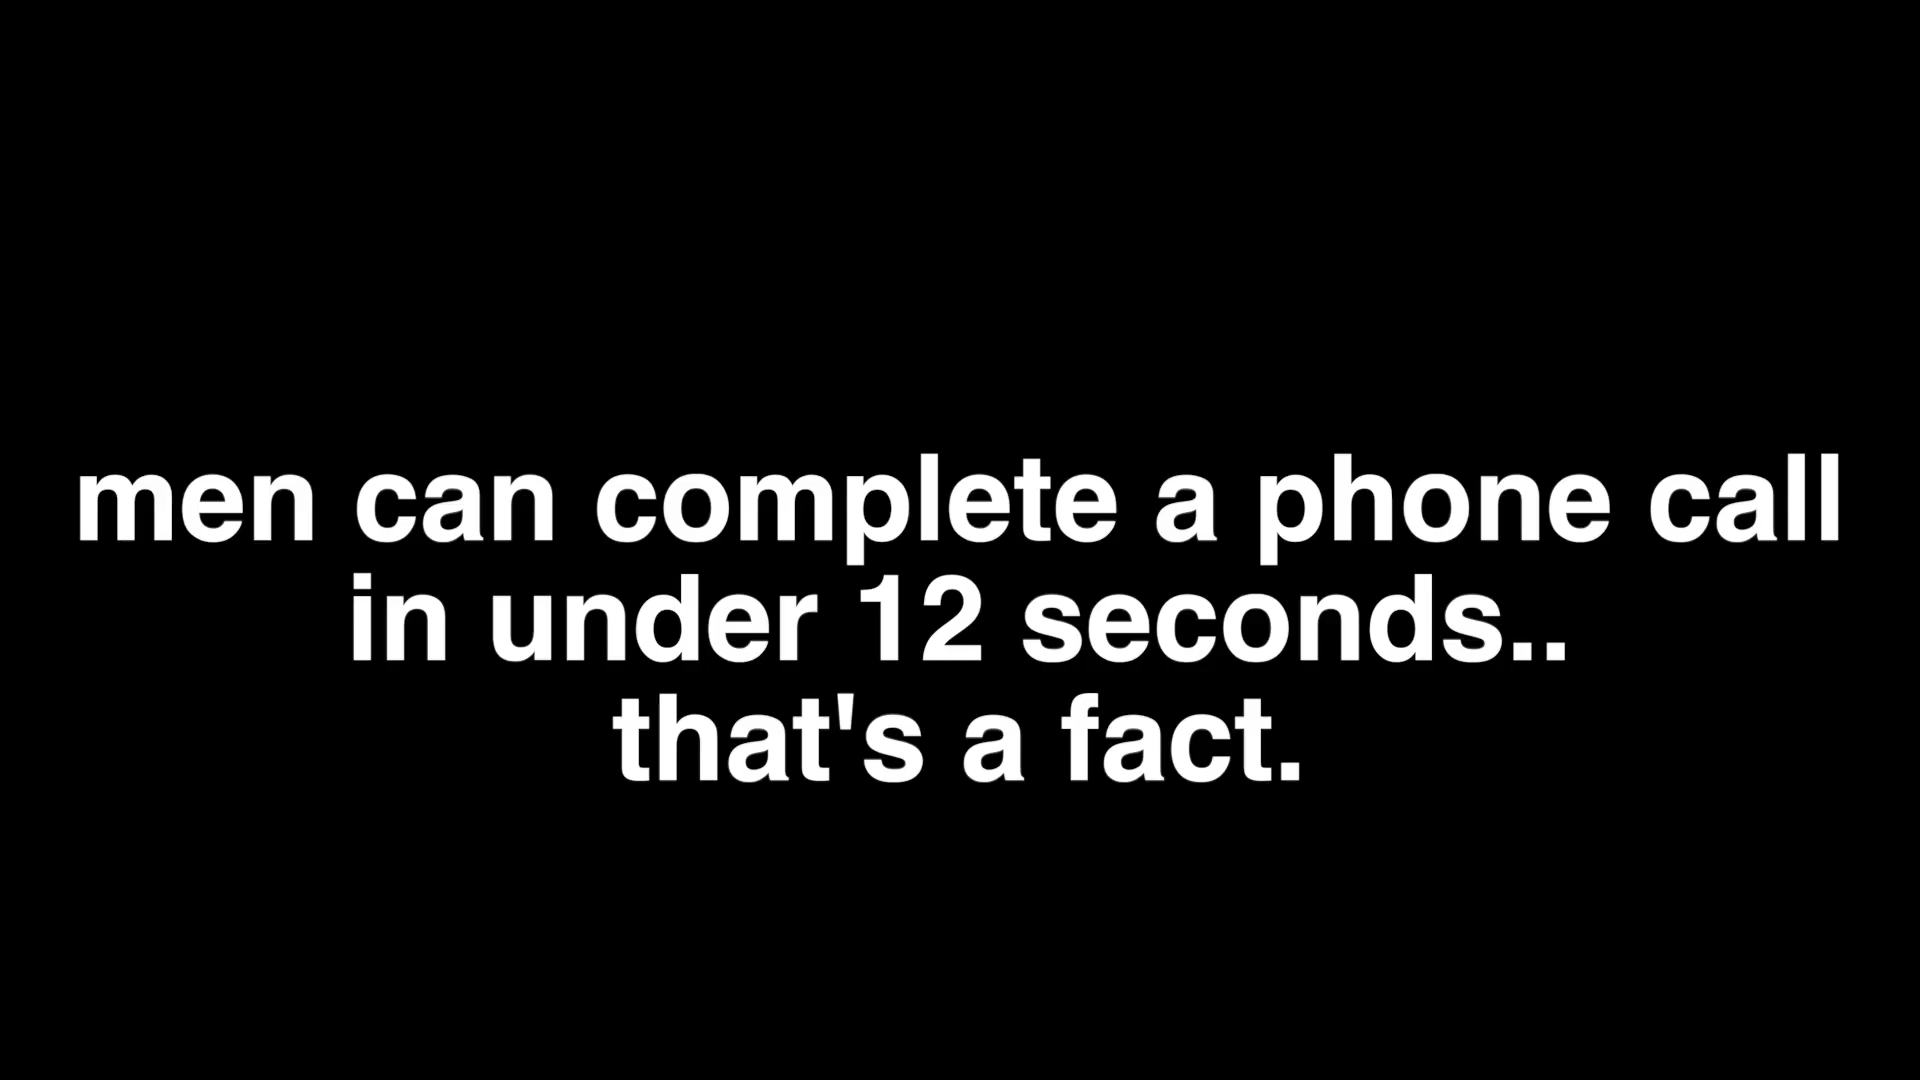 men can complete a phone call
in under 12 seconds..
that's a fact.